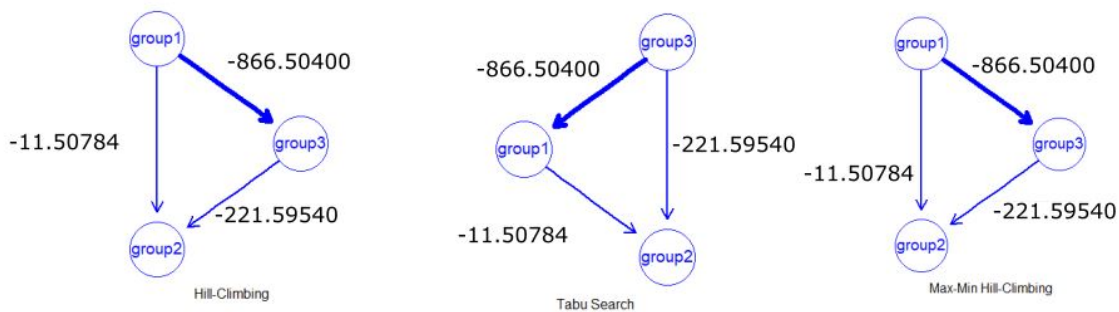 group1
-866.50400
-11.50784
group3
-221.59540
group2
Hill-Climbing
group3
-866.50400
group1
-221.59540
-11.50784
group2
Tabu Search
group1
-866.50400
group3
-11.50784
-221.59540
group2
Max-Min Hill-Climbing